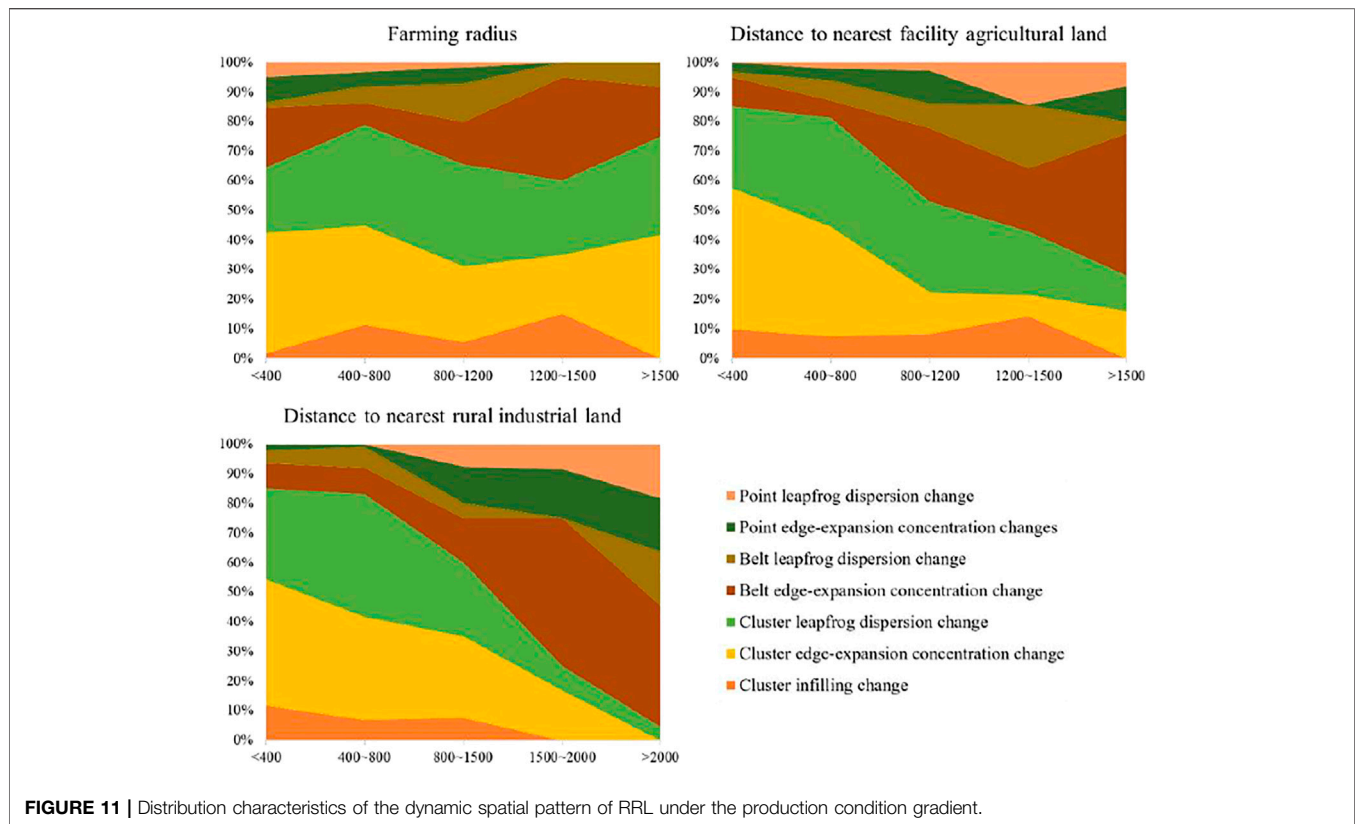 Farming radius
100%
90%
80%
70%
60%
50%
40%
30%
20%
10%
0%
<400 400~800 800~1200 1200~1500 >1500
Distance to nearest facility agricultural land
100%
90%
80%
70%
60%
50%
40%
30%
20%
10%
0%
<400 400~800 800~1200 1200~1500 >1500
Distance to nearest rural industrial land
100%
90%
80%
70%
60%
50%
40%
30%
20%
10%
0%
<400 400~800 800~1500 1500~2000 >2000
Point leapfrog dispersion change
Point edge-expansion concentration changes
Belt leapfrog dispersion change
Belt edge-expansion concentration change
Cluster leapfrog dispersion change
Cluster edge-expansion concentration change
Cluster infilling change
FIGURE 11 | Distribution characteristics of the dynamic spatial pattern of RRL under the production condition gradient.